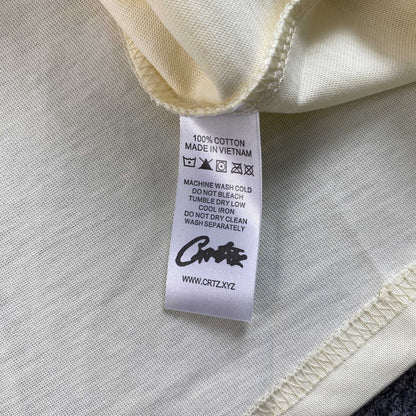 100% COTTON
MADE IN VIETNAM
MACHINE WASH COLD
DO NOT BLEACH
TUMBLE DRY LOW
COOL IRON
DO NOT DRY CLEAN
WASH SEPARATELY
Crtz
WWW.CRTZ.XYZ